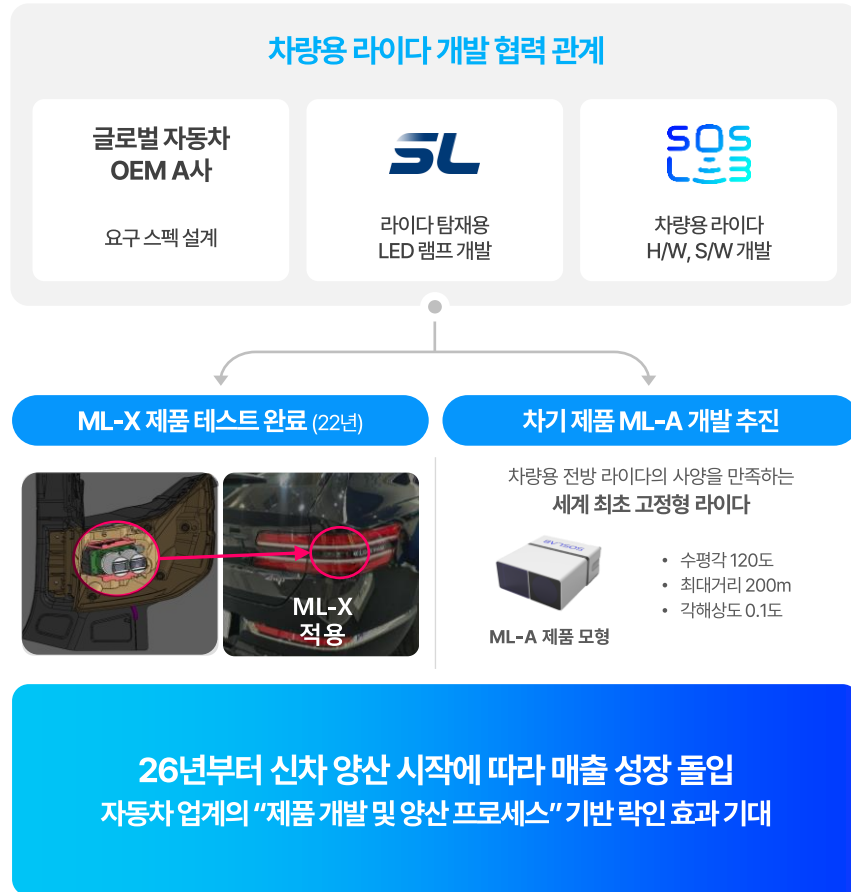 차량용 라이다 개발 협력 관계
글로벌 자동차
OEM A사
요구 스펙 설계
SL
라이다 탑재용
LED 램프 개발
SOS
LAB
차량용 라이다
H/W, S/W 개발
ML-X 제품 테스트 완료 (22년)
차기 제품 ML-A 개발 추진
ML-X
적용
차량용 전방 라이다의 사양을 만족하는
세계 최초 고정형 라이다
SOSLAB
ML-A 제품 모형
• 수평각 120도
• 최대거리 200m
• 각해상도 0.1도
26년부터 신차 양산 시작에 따라 매출 성장 돌입
자동차 업계의 “제품 개발 및 양산 프로세스” 기반 락인 효과 기대